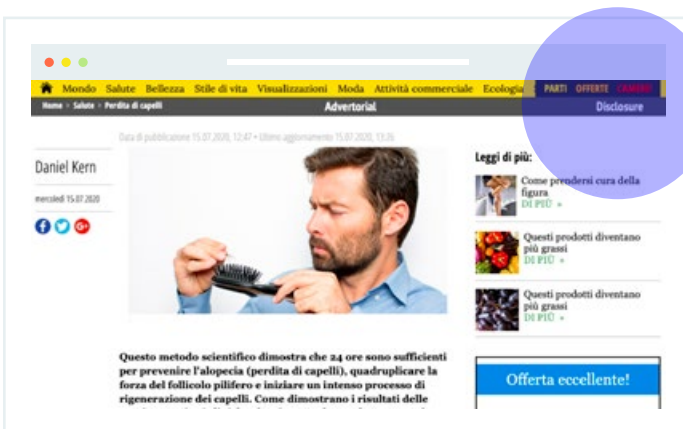 Mondo Salute Bellezza Stile di vita Visualizzazioni Moda Attività commerciale Ecologia PARTI OFFERTE CAMERE
Home > Salute > Perdita di capelli Advertorial Disclosure
Data di pubblicazione 15.07.2020, 12:47 • Ultimo aggiornamento 15.07.2020, 13:26
Daniel Kern
mercoledì 15.07.2020
Leggi di più:
Come prendersi cura della
figura
DI PIÙ »
Questi prodotti diventano
più grassi
DI PIÙ »
Questi prodotti diventano
più grassi
DI PIÙ »
Questo metodo scientifico dimostra che 24 ore sono sufficienti
per prevenire l'alopecia (perdita di capelli), quadruplicare la
forza del follicolo pilifero e iniziare un intenso processo di
rigenerazione dei capelli. Come dimostrano i risultati delle
Offerta eccellente!